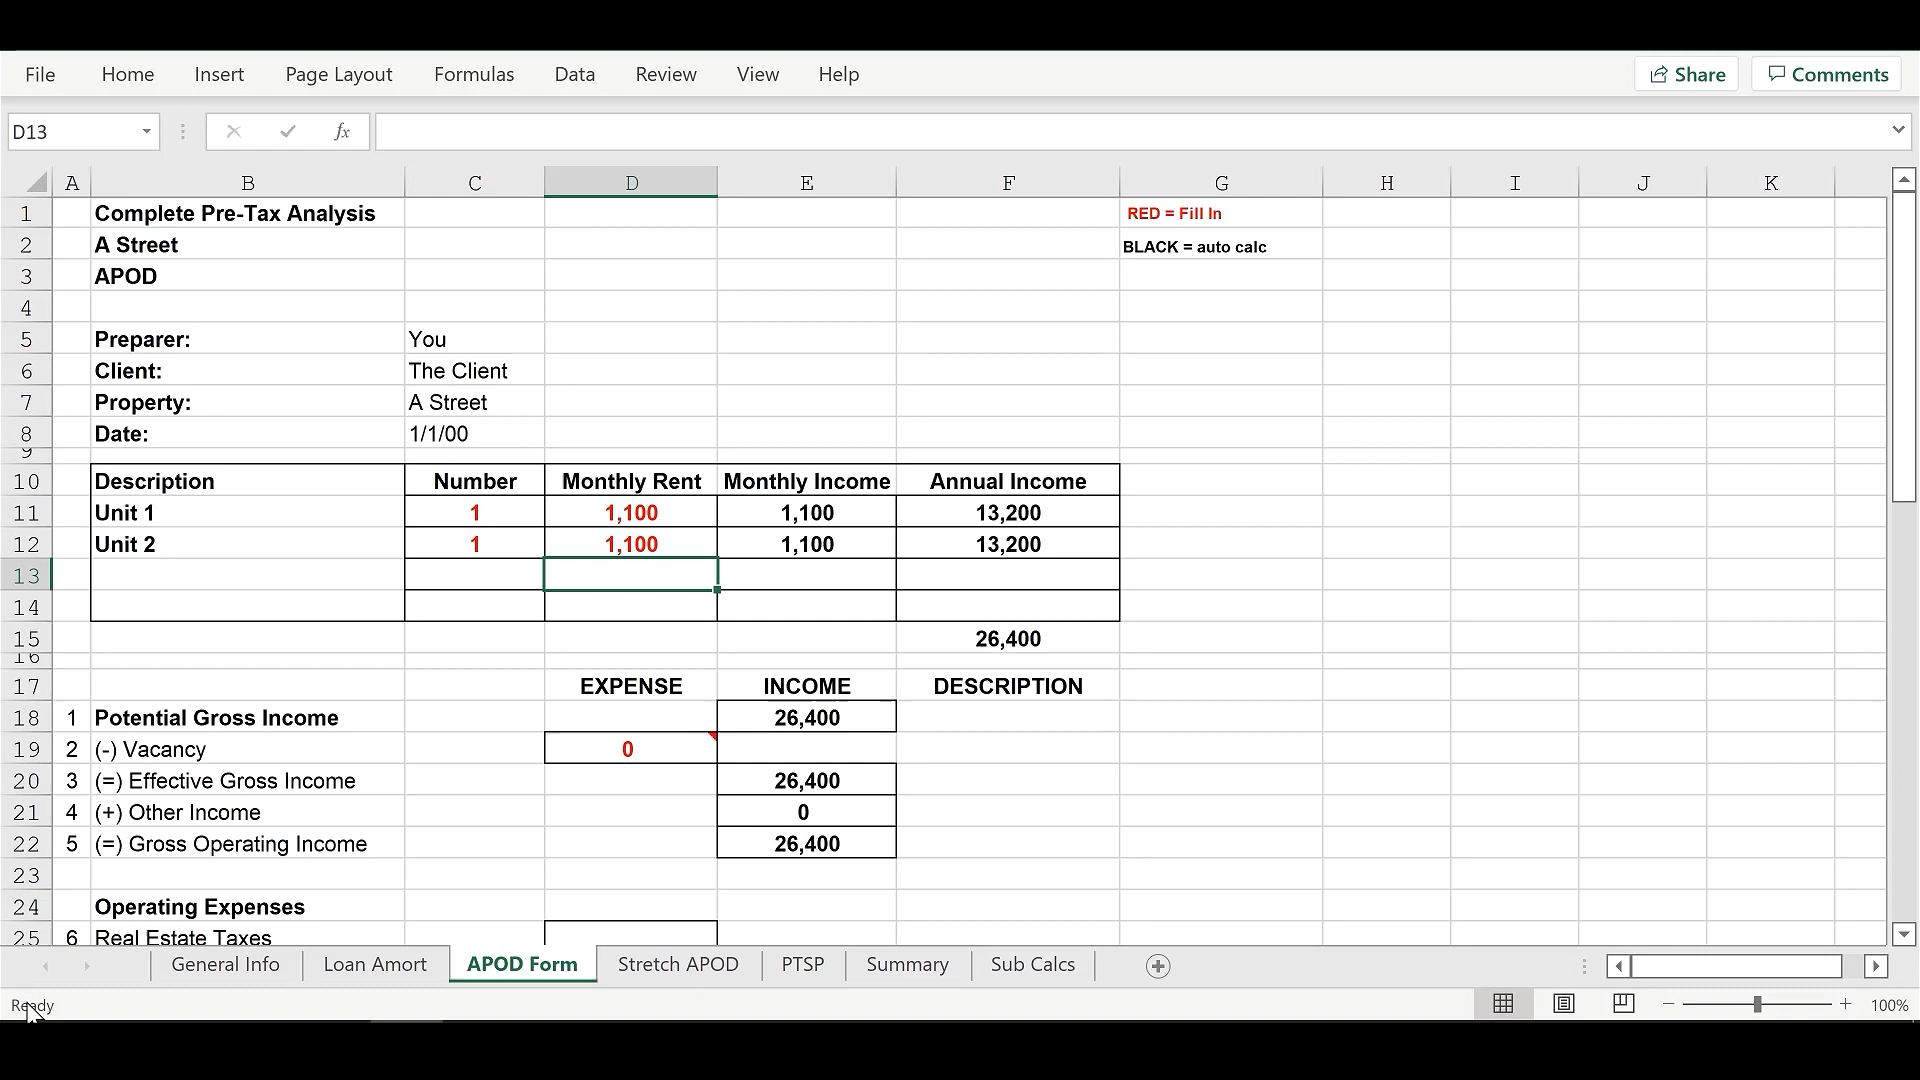 File Home Insert Page Layout Formulas Data Review View Help Share Comments
D13 fx
A B C D E F G H I J K
1 Complete Pre-Tax Analysis RED = Fill In
2 A Street BLACK = auto calc
3 APOD
4
5 Preparer: You
6 Client: The Client
7 Property: A Street
8 Date: 1/1/00
9
10 Description Number Monthly Rent Monthly Income Annual Income
11 Unit 1 1 1,100 1,100 13,200
12 Unit 2 1 1,100 1,100 13,200
13
14
15 26,400
16
17 EXPENSE INCOME DESCRIPTION
18 1 Potential Gross Income 26,400
19 2 (-) Vacancy 0
20 3 (=) Effective Gross Income 26,400
21 4 (+) Other Income 0
22 5 (=) Gross Operating Income 26,400
23
24 Operating Expenses
25 6 Real Estate Taxes
General Info Loan Amort APOD Form Stretch APOD PTSP Summary Sub Calcs
Ready 100%